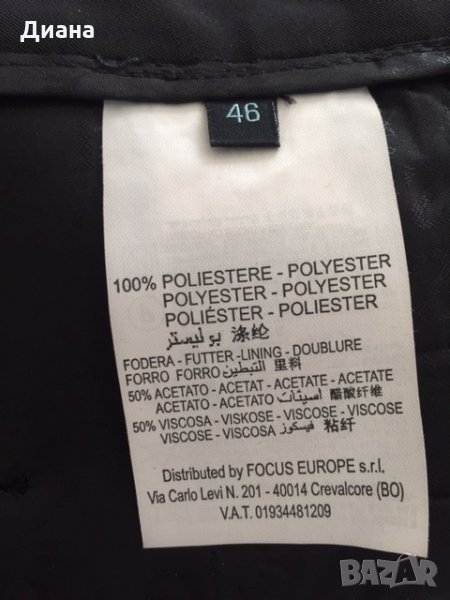 Диана
46
100% POLIESTERE - POLYESTER
POLYESTER - POLYESTER
POLIÉSTER - POLIESTER
بوليستر 涤纶
FODERA - FUTTER -LINING - DOUBLURE
FORRO FORRO التبطين 里料
50% ACETATO - ACETAT - ACETATE - ACETATE
ACETATO - ACETATO أسيتات 醋酸纤维
50% VISCOSA - VISKOSE - VISCOSE - VISCOSE
VISCOSE - VISCOSA فيسكوز 粘纤
Distributed by FOCUS EUROPE s.r.l.
Via Carlo Levi N. 201 - 40014 Crevalcore (BO)
V.A.T. 01934481209
BAZAR